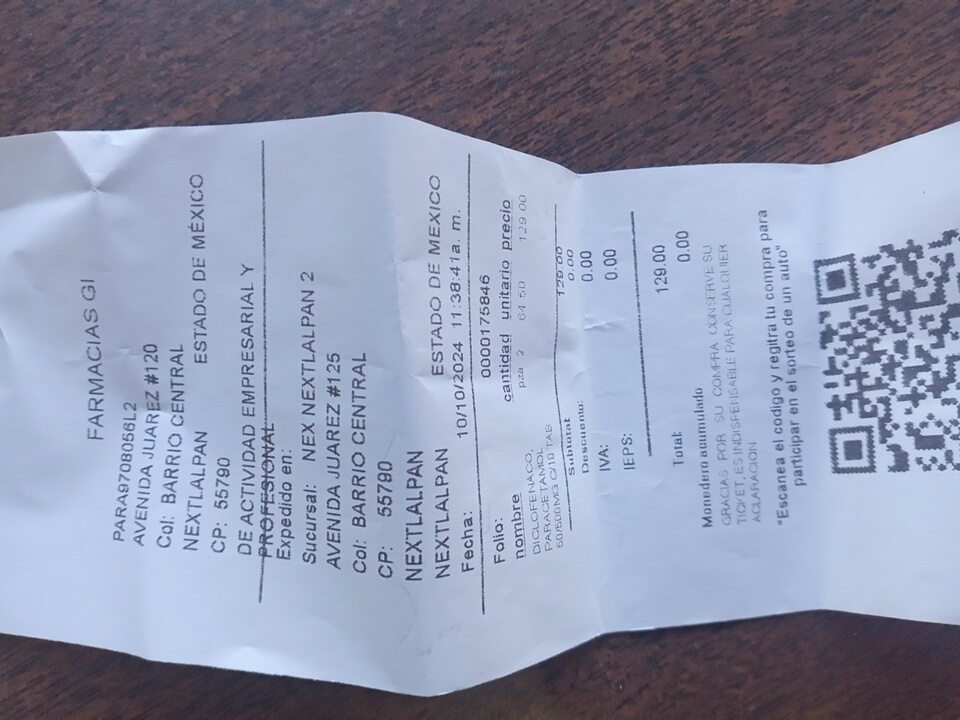 FARMACIAS GI
PARA9708056L2
AVENIDA JUAREZ #120
Col: BARRIO CENTRAL
NEXTLALPAN ESTADO DE MÉXICO
CP: 55790
DE ACTIVIDAD EMPRESARIAL Y
PROFESIONAL
Expedido en:
Sucursal: NEX NEXTLALPAN 2
AVENIDA JUAREZ #125
Col: BARRIO CENTRAL
CP: 55790
NEXTLALPAN
NEXTLALPAN ESTADO DE MEXICO
Fecha: 10/10/2024 11:38:41a. m.
Folio: 0000175846
nombre cantidad unitario precio
DICLOFENACO, pza 2 64.50 129.00
PARACETAMOL
50/500MG C/10 TAB
Subtotal 129.00
Descuento: 0.00
IVA: 0.00
IEPS: 0.00
Total: 129.00
Monedero acumulado 0.00
GRACIAS POR SU COMPRA CONSERVE SU
TICKET, ES INDISPENSABLE PARA CUALQUIER
ACLARACION
"Escanea el codigo y regitra tu compra para
participar en el sorteo de un auto"